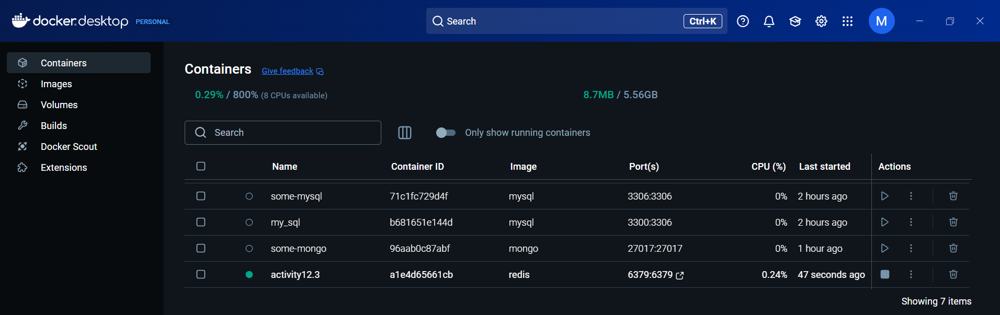 docker.desktop PERSONAL Search Ctrl+K M
Containers
Images
Volumes
Builds
Docker Scout
Extensions
Containers Give feedback
0.29% / 800% (8 CPUs available) 8.7MB / 5.56GB
Search Only show running containers
Name Container ID Image Port(s) CPU (%) Last started Actions
some-mysql 71c1fc729d4f mysql 3306:3306 0% 2 hours ago
my_sql b681651e144d mysql 3300:3306 0% 2 hours ago
some-mongo 96aab0c87abf mongo 27017:27017 0% 1 hour ago
activity12.3 a1e4d65661cb redis 6379:6379 0.24% 47 seconds ago
Showing 7 items